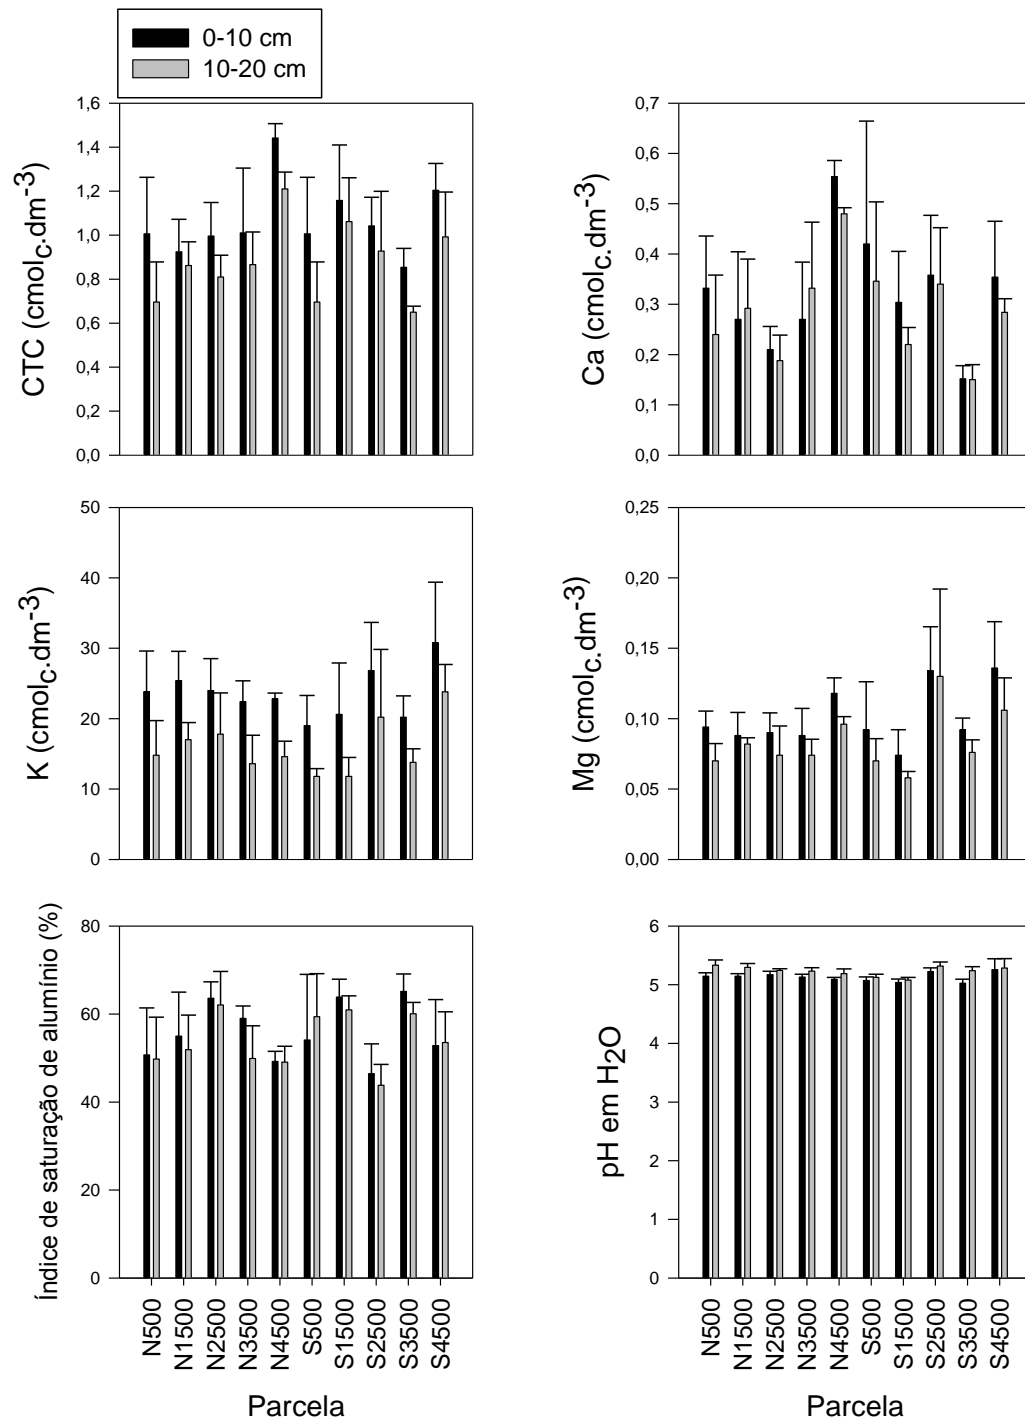 0-10 cm
10-20 cm
CTC (cmolc.dm-3)
1,6
1,4
1,2
1,0
0,8
0,6
0,4
0,2
0,0
Ca (cmolc.dm-3)
0,7
0,6
0,5
0,4
0,3
0,2
0,1
0,0
K (cmolc.dm-3)
50
40
30
20
10
0
Mg (cmolc.dm-3)
0,25
0,20
0,15
0,10
0,05
0,00
Índice de saturação de alumínio (%)
80
60
40
20
0
N500
N1500
N2500
N3500
N4500
S500
S1500
S2500
S3500
S4500
Parcela
pH em H2O
6
5
4
3
2
1
0
N500
N1500
N2500
N3500
N4500
S500
S1500
S2500
S3500
S4500
Parcela